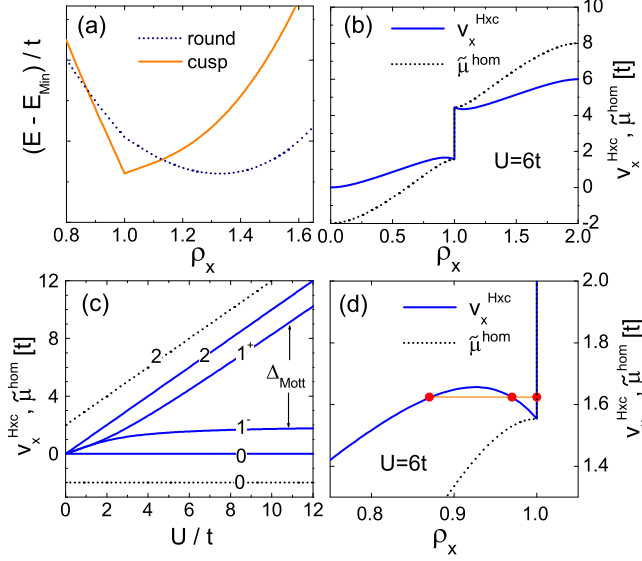 (a)
round
cusp
(E - E_Min) / t
0.8 1.0 1.2 1.4 1.6
ρ_x
(b)
v_x^Hxc
μ̃^hom
U=6t
8
6
4
2
0
-2
0.0 0.5 1.0 1.5 2.0
ρ_x
v_x^Hxc, μ̃^hom [t]
(c)
12
8
4
0
2 2 1^+
Δ_Mott
1^-
0
0
0 2 4 6 8 10 12
U / t
v_x^Hxc, μ̃^hom [t]
(d)
v_x^Hxc
μ̃^hom
U=6t
2.0
1.8
1.6
1.4
0.8 0.9 1.0
ρ_x
v_x^Hxc, μ̃^hom [t]